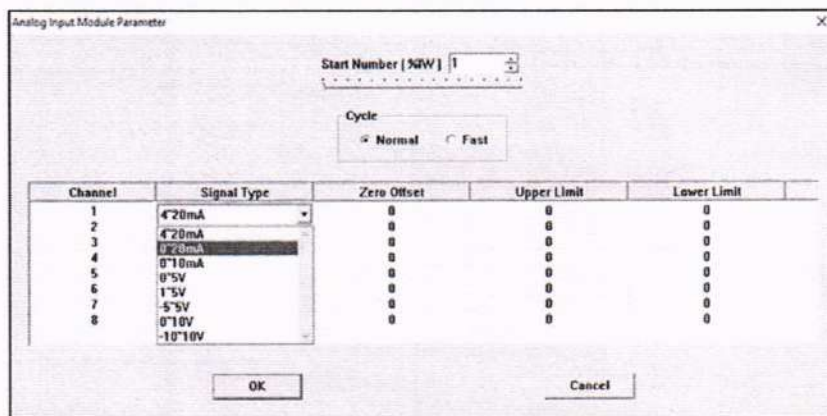 Analog Input Module Parameter
Start Number ( %IW ) 1
Cycle
Normal Fast
Channel Signal Type Zero Offset Upper Limit Lower Limit
1 4~20mA 0 0 0
2 4~20mA 0 0 0
3 0~20mA 0 0 0
4 0~10mA 0 0 0
5 0~5V 0 0 0
6 1~5V 0 0 0
7 -5~5V 0 0 0
8 0~10V 0 0 0
-10~10V
OK Cancel